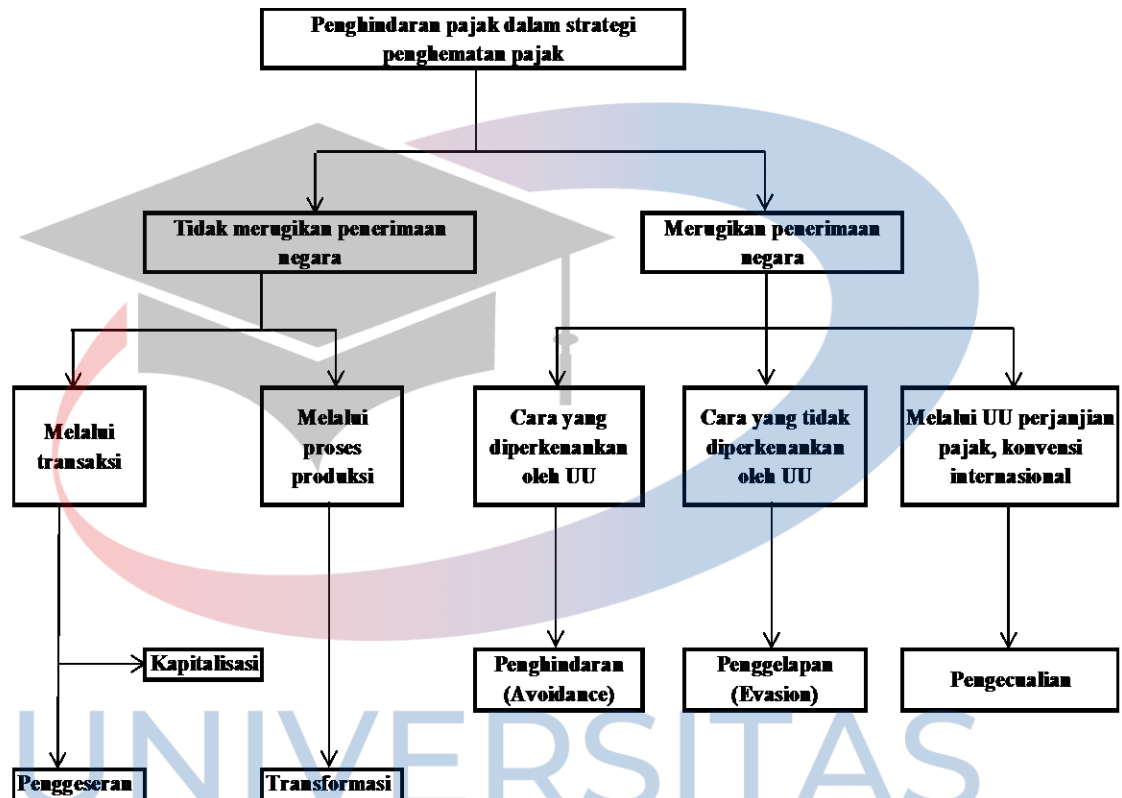 Penghindaran pajak dalam strategi
penghematan pajak
Tidak merugikan penerimaan
negara
Merugikan penerimaan
negara
Melalui
transaksi
Melalui
proses
produksi
Cara yang
diperkenankan
oleh UU
Cara yang tidak
diperkenankan
oleh UU
Melalui UU perjanjian
pajak, konvensi
internasional
Kapitalisasi
Penghindaran
(Avoidance)
Penggelapan
(Evasion)
Pengecualian
Penggeseran
Transformasi
UNIVERSITAS